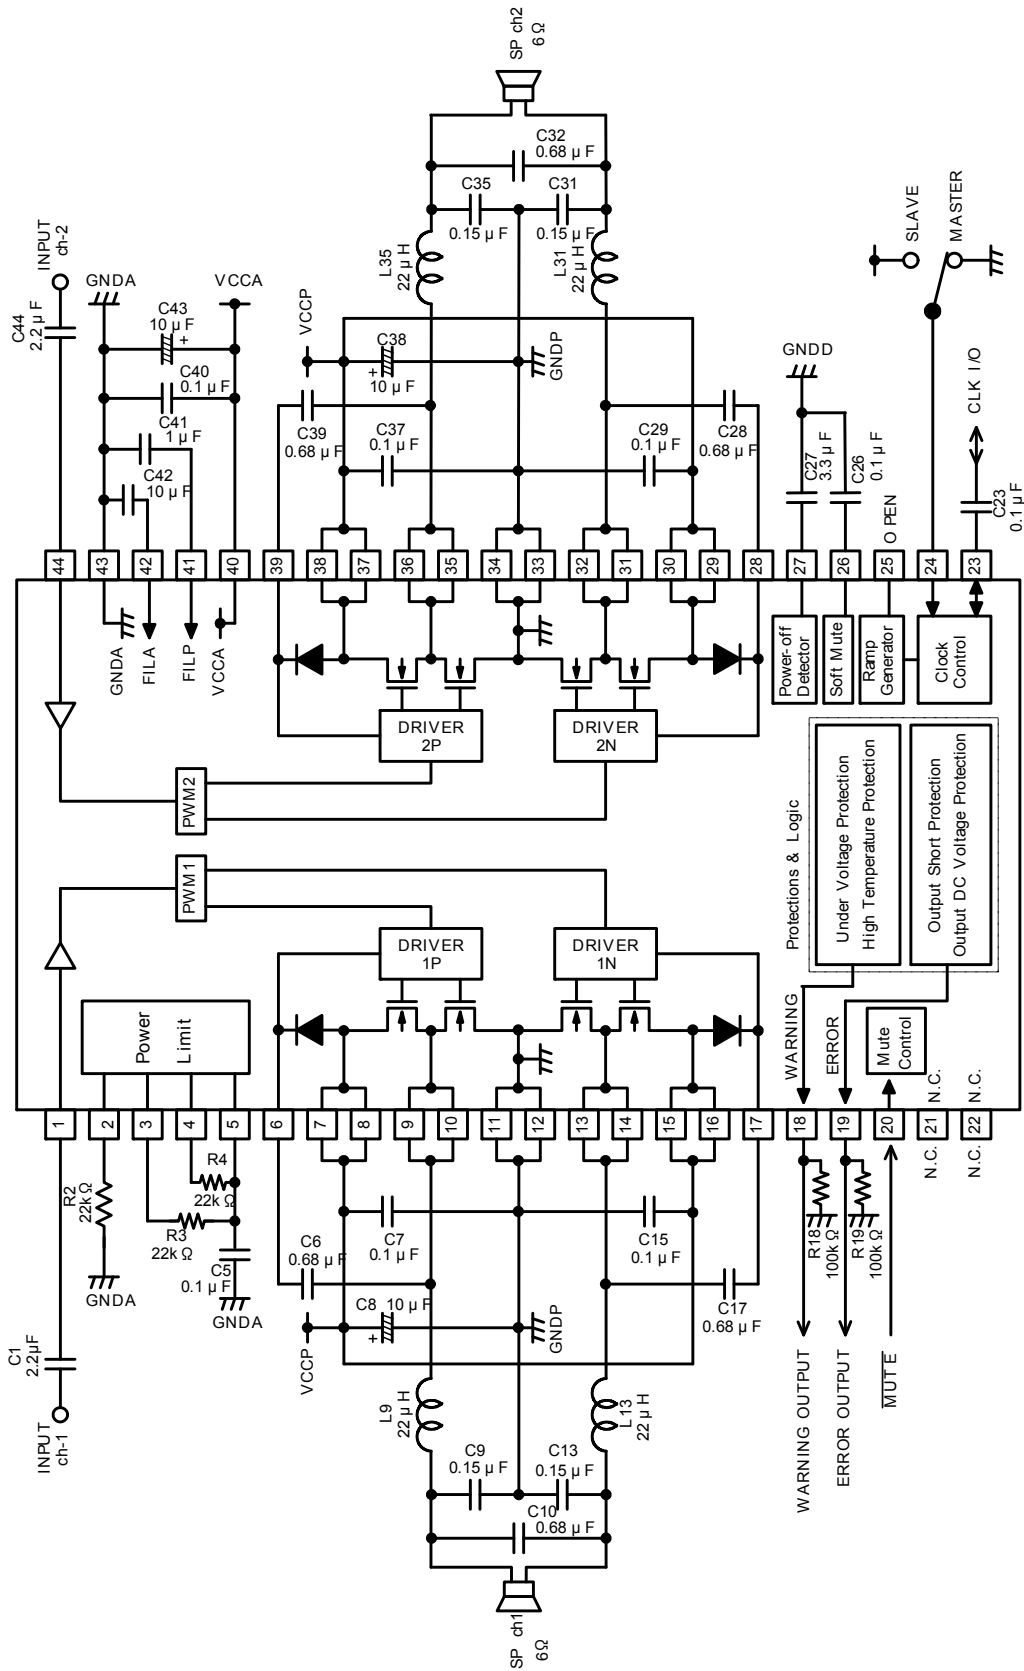 SP ch2
6 Ω
C32
0.68 µ F
C35
0.15 µ F
C31
0.15 µ F
L35
22 µ H
L31
22 µ H
INPUT
ch-2
C44
2.2 µ F
GNDA
VCCA
C43
10 µ F
+
C40
0.1 µ F
C41
1 µ F
C42
10 µ F
VCCP
C38
+
10 µ F
GNDP
C39
0.68 µ F
C37
0.1 µ F
C29
0.1 µ F
C28
0.68 µ F
GNDD
C27
3.3 µ F
C26
0.1 µ F
OPEN
SLAVE
MASTER
CLK I/O
C23
0.1 µ F
44
43
42
41
40
39
38
37
36
35
34
33
32
31
30
29
28
27
26
25
24
23
GNDA
FILA
FILP
VCCA
DRIVER
2P
DRIVER
2N
Power-off
Detector
Soft Mute
Ramp
Generator
Clock
Control
PWM2
PWM1
Protections & Logic
Under Voltage Protection
High Temperature Protection
Output Short Protection
Output DC Voltage Protection
DRIVER
1P
DRIVER
1N
Power
Limit
WARNING
ERROR
Mute
Control
N.C.
N.C.
1
2
3
4
5
6
7
8
9
10
11
12
13
14
15
16
17
18
19
20
21
22
N.C.
N.C.
R2
22k Ω
GNDA
R4
22k Ω
R3
22k Ω
C5
0.1 µ F
GNDA
C1
2.2µF
INPUT
ch-1
C6
0.68 µ F
C7
0.1 µ F
C8
10 µ F
+
VCCP
GNDP
C15
0.1 µ F
C17
0.68 µ F
R18
100k Ω
R19
100k Ω
WARNING OUTPUT
ERROR OUTPUT
MUTE
L9
22 µ H
L13
22 µ H
C9
0.15 µ F
C13
0.15 µ F
C10
0.68 µ F
SP ch1
6Ω